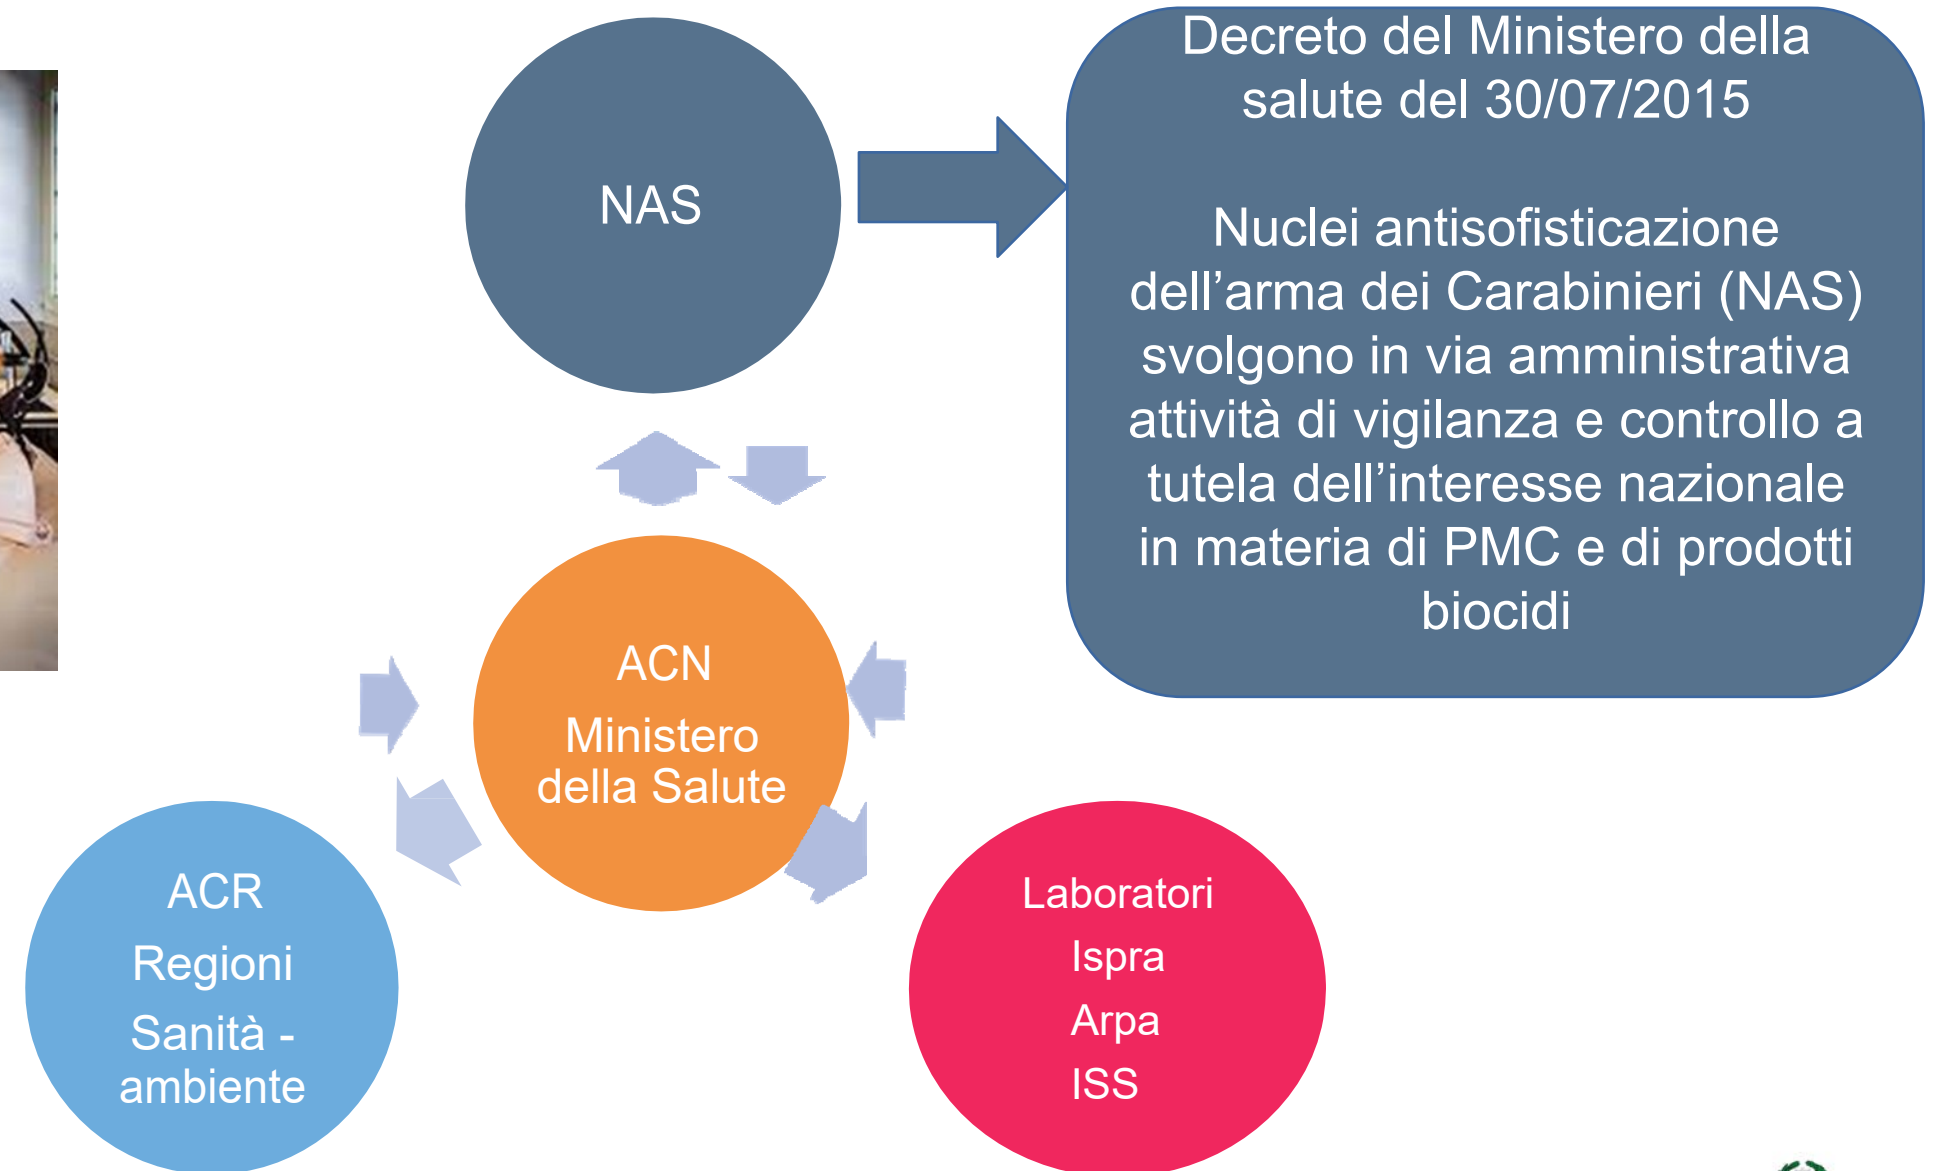 NAS
Decreto del Ministero della
salute del 30/07/2015
Nuclei antisofisticazione
dell’arma dei Carabinieri (NAS)
svolgono in via amministrativa
attività di vigilanza e controllo a
tutela dell’interesse nazionale
in materia di PMC e di prodotti
biocidi
ACN
Ministero
della Salute
ACR
Regioni
Sanità -
ambiente
Laboratori
Ispra
Arpa
ISS